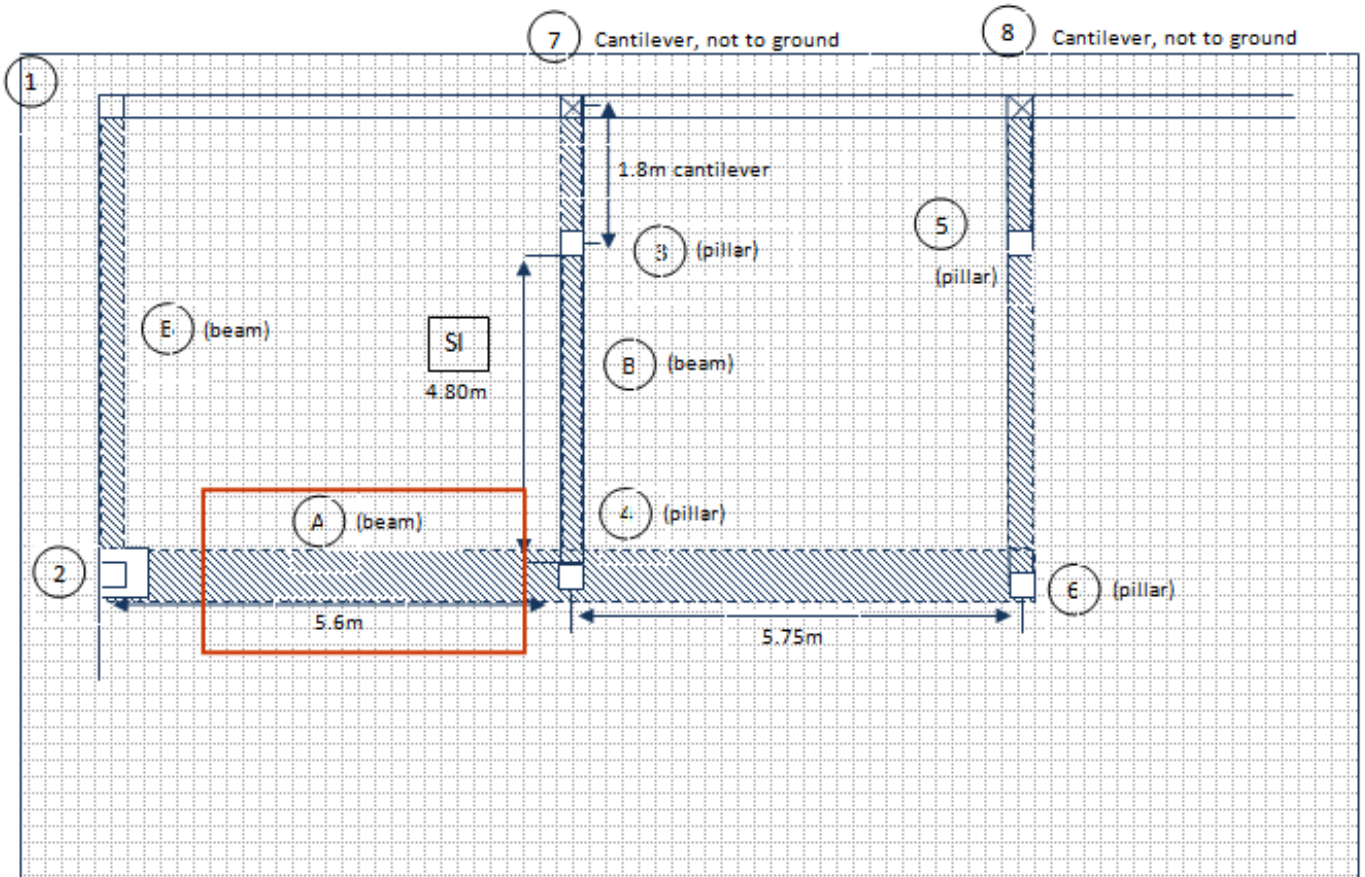 7 Cantilever, not to ground
8 Cantilever, not to ground
1
1.8m cantilever
5
(pillar)
3 (pillar)
E (beam)
SI
4.80m
B (beam)
A (beam)
4 (pillar)
2
6 (pillar)
5.6m
5.75m